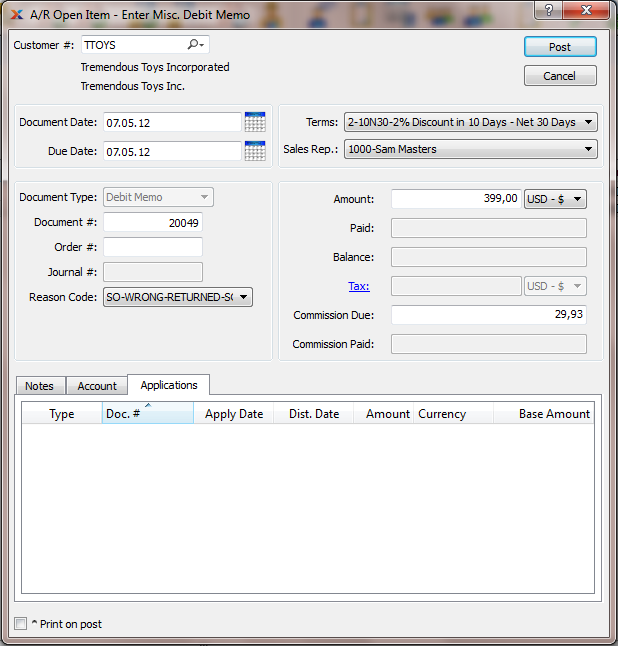 A/R Open Item - Enter Misc. Debit Memo
Customer #: TTOYS
Post
Tremendous Toys Incorporated
Cancel
Tremendous Toys Inc.
Document Date: 07.05.12
Due Date: 07.05.12
Terms: 2-10N30-2% Discount in 10 Days - Net 30 Days
Sales Rep.: 1000-Sam Masters
Document Type: Debit Memo
Document #: 20049
Order #:
Journal #:
Reason Code: SO-WRONG-RETURNED-SO
Amount: 399,00 USD - $
Paid:
Balance:
Tax: USD - $
Commission Due: 29,93
Commission Paid:
Notes Account Applications
Type Doc. # Apply Date Dist. Date Amount Currency Base Amount
^ Print on post